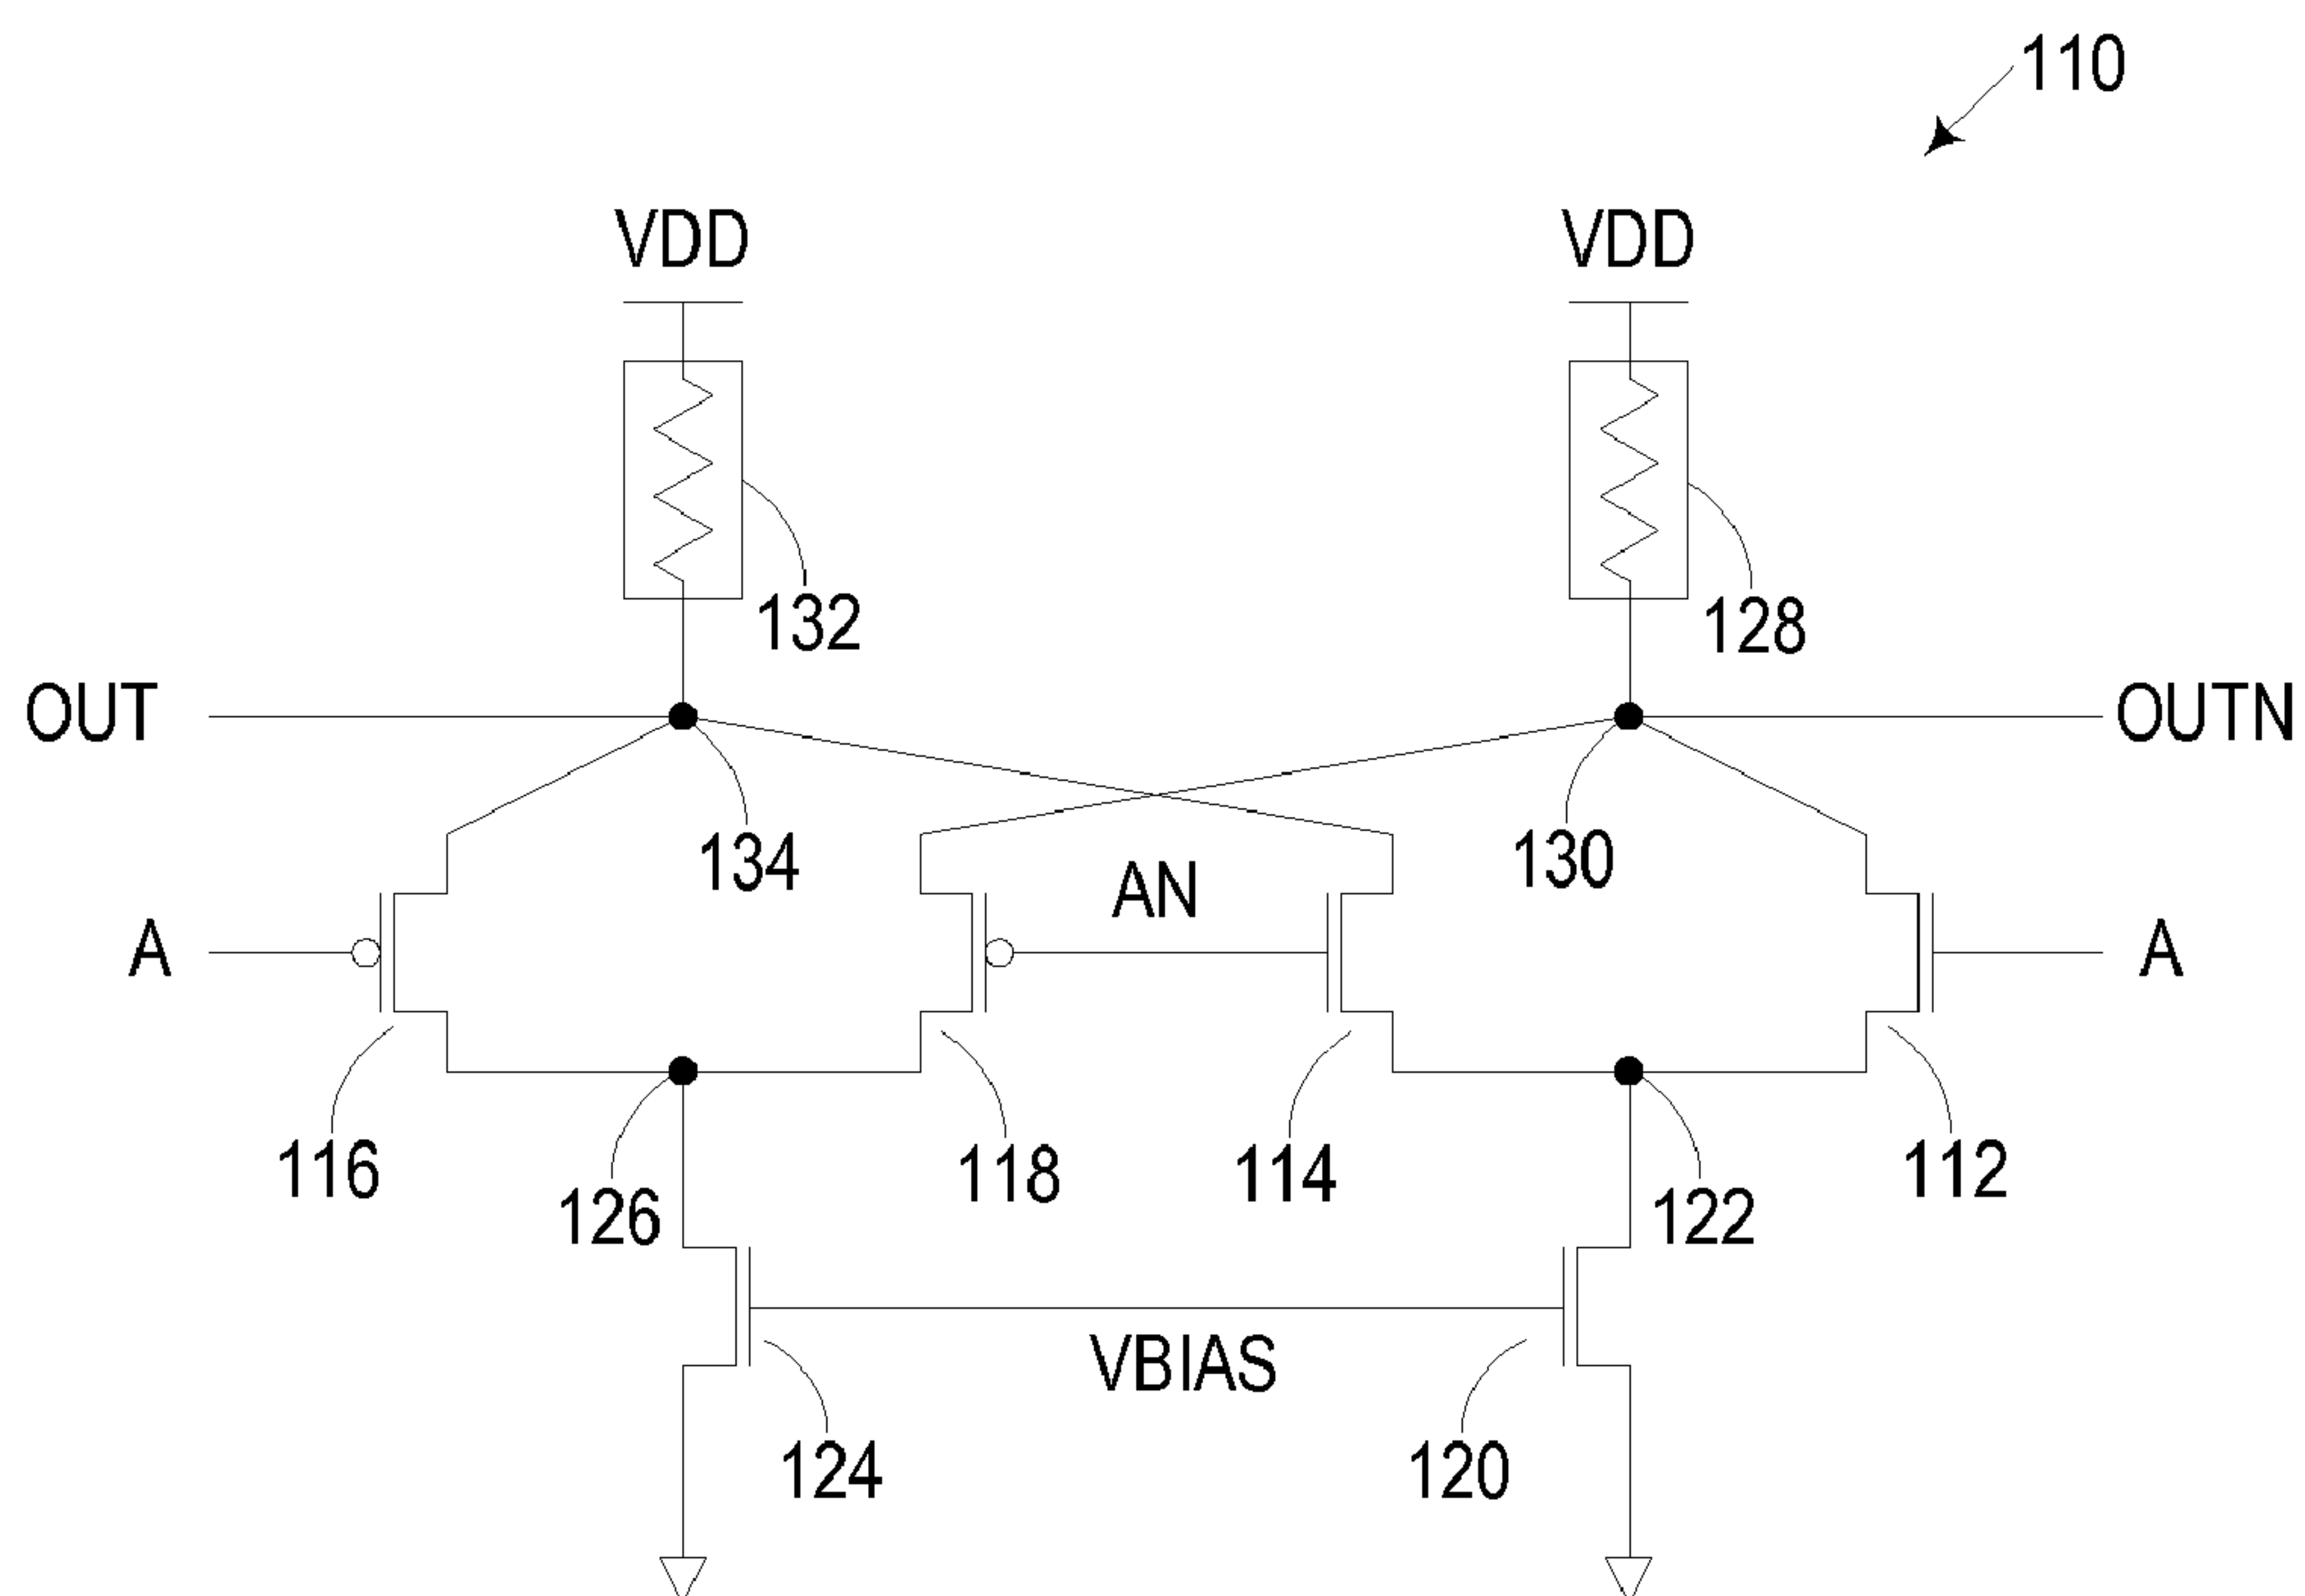 110
VDD VDD
132 128
OUT OUTN
134 130
AN
A A
116 118 114 112
126 122
VBIAS
124 120